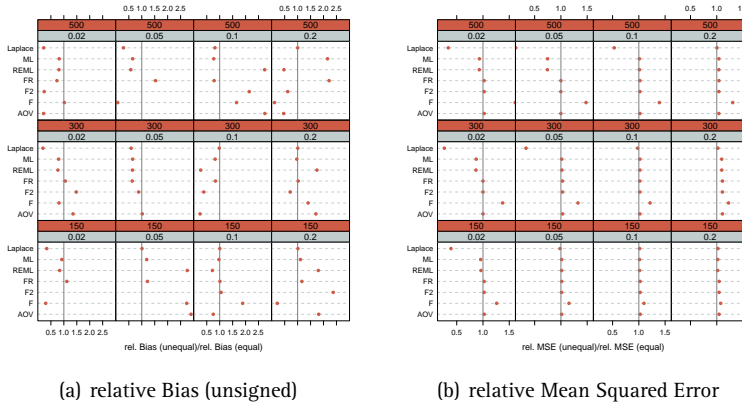 0.5 1.0 1.5 2.0 2.5 0.5 1.0 1.5 2.0 2.5
500 500 500 500
0.02 0.05 0.1 0.2
Laplace
ML
REML
FR
F2
F
AOV
300 300 300 300
0.02 0.05 0.1 0.2
Laplace
ML
REML
FR
F2
F
AOV
150 150 150 150
0.02 0.05 0.1 0.2
Laplace
ML
REML
FR
F2
F
AOV
0.5 1.0 1.5 2.0 2.5 0.5 1.0 1.5 2.0 2.5
rel. Bias (unequal)/rel. Bias (equal)
(a) relative Bias (unsigned)
0.5 1.0 1.5 0.5 1.0 1.5
500 500 500 500
0.02 0.05 0.1 0.2
Laplace
ML
REML
FR
F2
F
AOV
300 300 300 300
0.02 0.05 0.1 0.2
Laplace
ML
REML
FR
F2
F
AOV
150 150 150 150
0.02 0.05 0.1 0.2
Laplace
ML
REML
FR
F2
F
AOV
0.5 1.0 1.5 0.5 1.0 1.5
rel. MSE (unequal)/rel. MSE (equal)
(b) relative Mean Squared Error